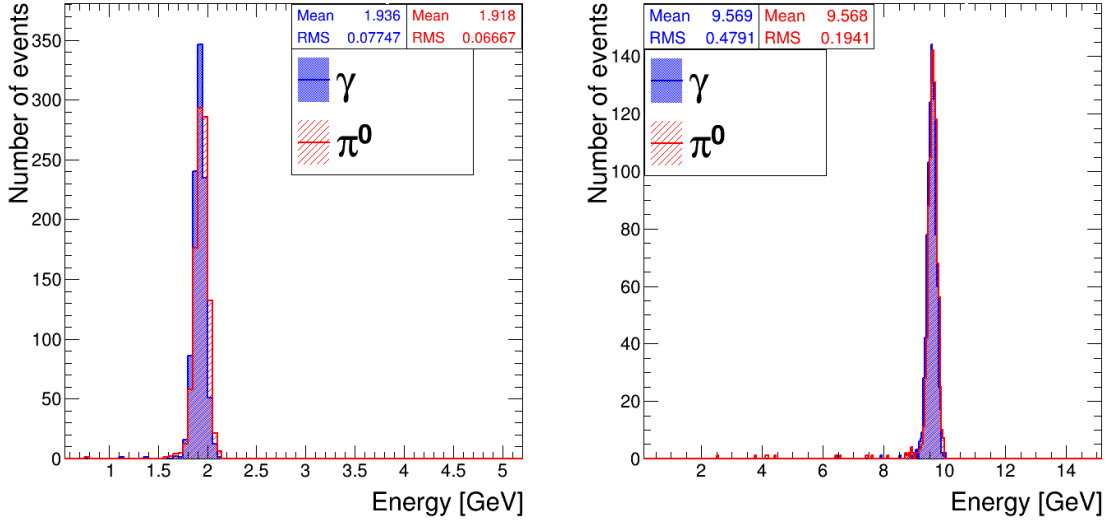 Number of events
Mean 1.936 Mean 1.918
RMS 0.07747 RMS 0.06667
γ
π⁰
350
300
250
200
150
100
50
0
1 1.5 2 2.5 3 3.5 4 4.5 5
Energy [GeV]
Number of events
Mean 9.569 Mean 9.568
RMS 0.4791 RMS 0.1941
γ
π⁰
140
120
100
80
60
40
20
0
2 4 6 8 10 12 14
Energy [GeV]